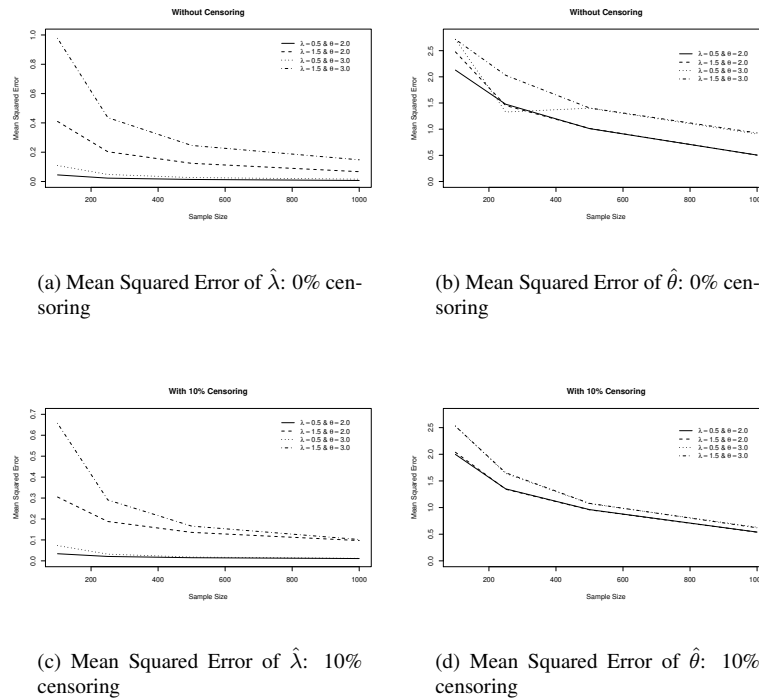 Without Censoring
Mean Squared Error
0.0 0.2 0.4 0.6 0.8 1.0
λ=0.5 & θ=2.0
λ=1.5 & θ=2.0
λ=0.5 & θ=3.0
λ=1.5 & θ=3.0
200 400 600 800 1000
Sample Size
(a) Mean Squared Error of λ̂: 0% cen-
soring
Without Censoring
Mean Squared Error
0.0 0.5 1.0 1.5 2.0 2.5
λ=0.5 & θ=2.0
λ=1.5 & θ=2.0
λ=0.5 & θ=3.0
λ=1.5 & θ=3.0
200 400 600 800 1000
Sample Size
(b) Mean Squared Error of θ̂: 0% cen-
soring
With 10% Censoring
Mean Squared Error
0.0 0.1 0.2 0.3 0.4 0.5 0.6 0.7
λ=0.5 & θ=2.0
λ=1.5 & θ=2.0
λ=0.5 & θ=3.0
λ=1.5 & θ=3.0
200 400 600 800 1000
Sample Size
(c) Mean Squared Error of λ̂: 10%
censoring
With 10% Censoring
Mean Squared Error
0.0 0.5 1.0 1.5 2.0 2.5
λ=0.5 & θ=2.0
λ=1.5 & θ=2.0
λ=0.5 & θ=3.0
λ=1.5 & θ=3.0
200 400 600 800 1000
Sample Size
(d) Mean Squared Error of θ̂: 10%
censoring